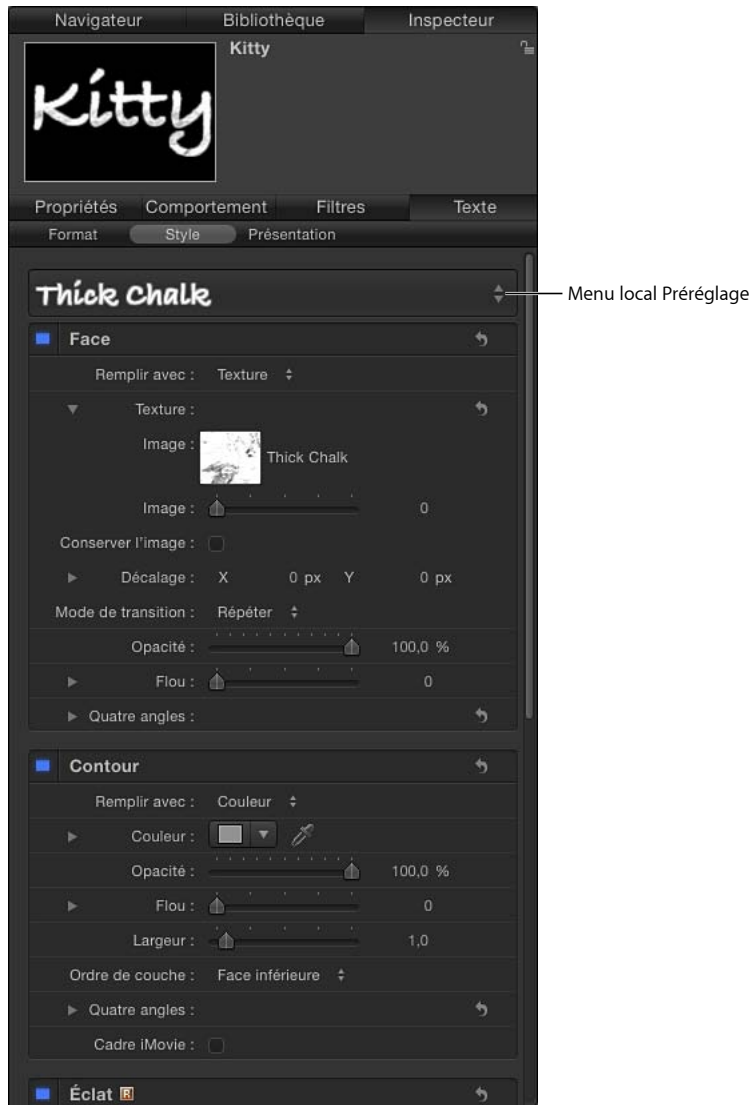 Navigateur Bibliothèque Inspecteur
Kitty
Kitty
Propriétés Comportement Filtres Texte
Format Style Présentation
Thick Chalk
Menu local Préréglage
Face
Remplir avec : Texture
Texture :
Image : Thick Chalk
Image : 0
Conserver l'image :
Décalage : X 0 px Y 0 px
Mode de transition : Répéter
Opacité : 100,0 %
Flou : 0
Quatre angles :
Contour
Remplir avec : Couleur
Couleur :
Opacité : 100,0 %
Flou : 0
Largeur : 1,0
Ordre de couche : Face inférieure
Quatre angles :
Cadre iMovie :
Éclat R